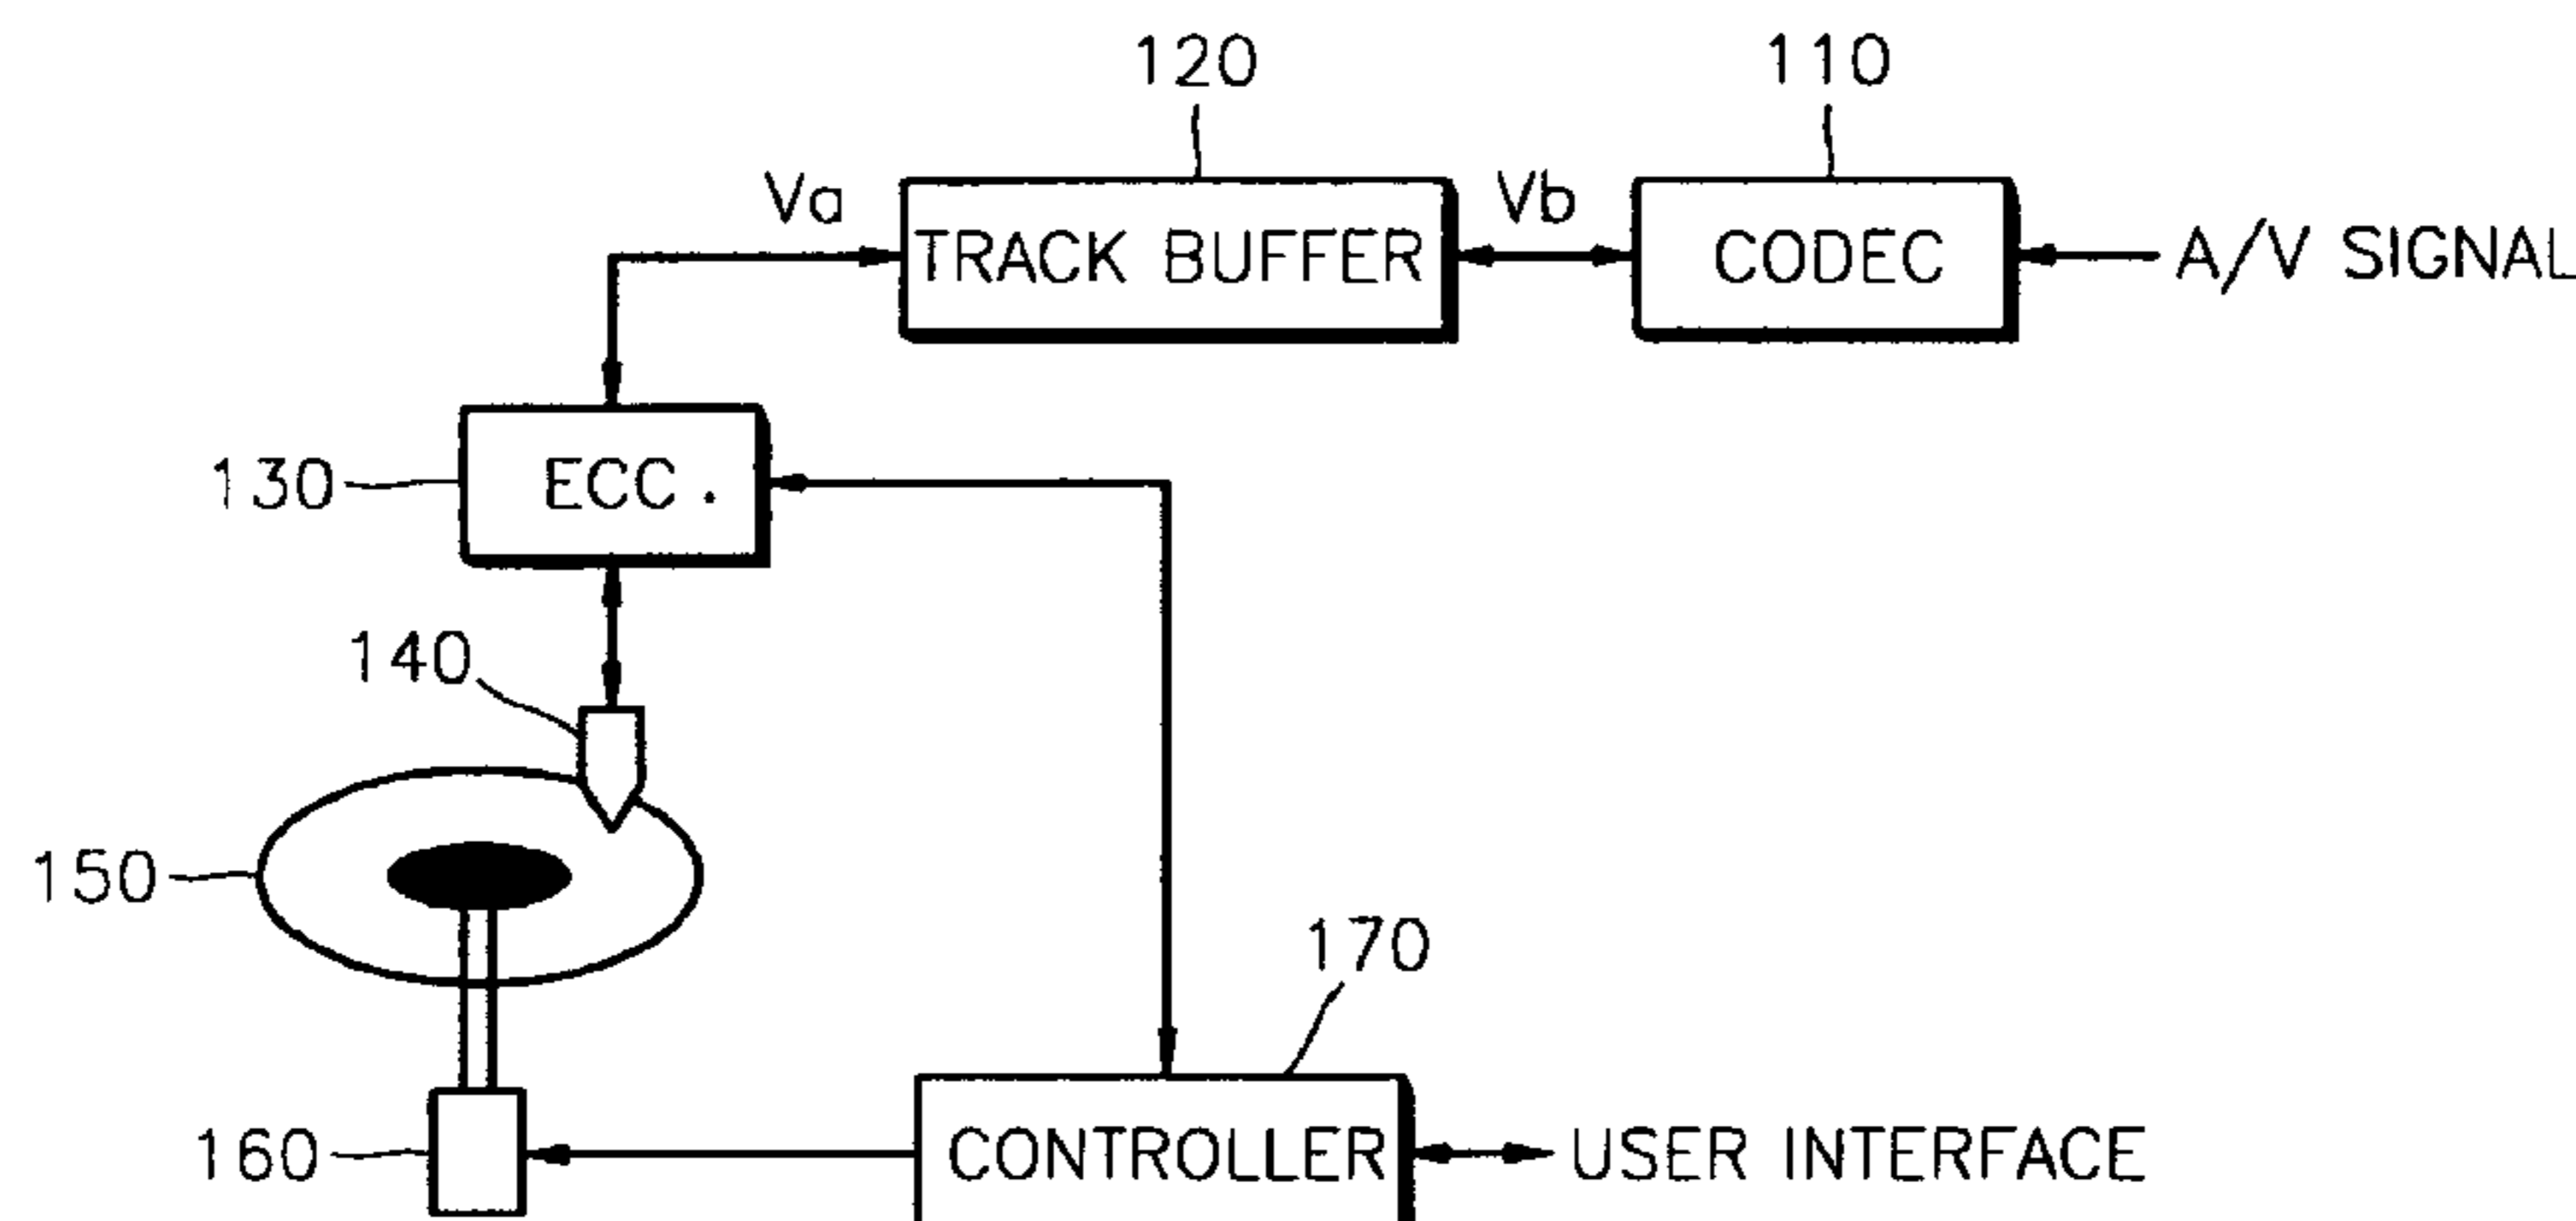 120
110
Va
Vb
TRACK BUFFER
CODEC
A/V SIGNAL
130
ECC.
140
150
170
160
CONTROLLER
USER INTERFACE